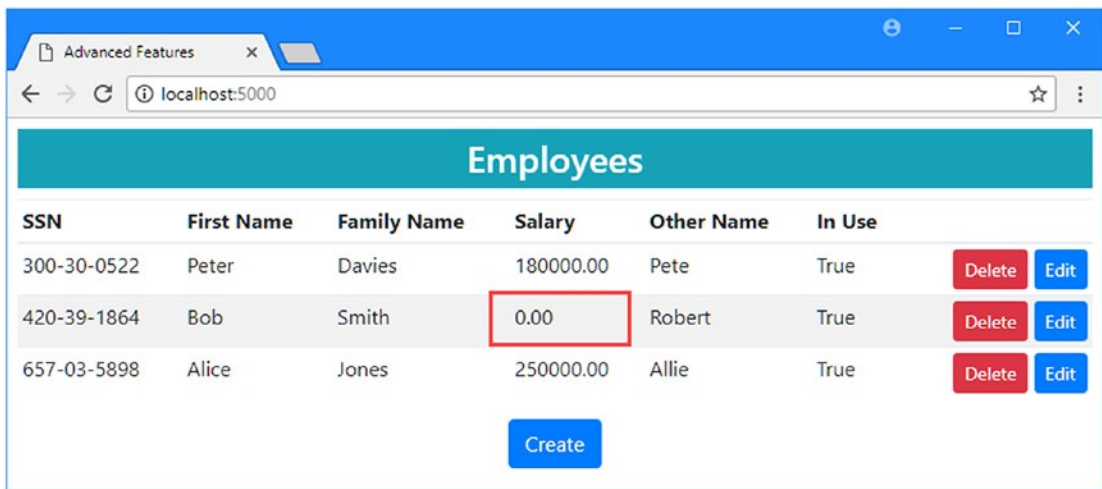 Advanced Features
localhost:5000
Employees
SSN First Name Family Name Salary Other Name In Use
300-30-0522 Peter Davies 180000.00 Pete True Delete Edit
420-39-1864 Bob Smith 0.00 Robert True Delete Edit
657-03-5898 Alice Jones 250000.00 Allie True Delete Edit
Create